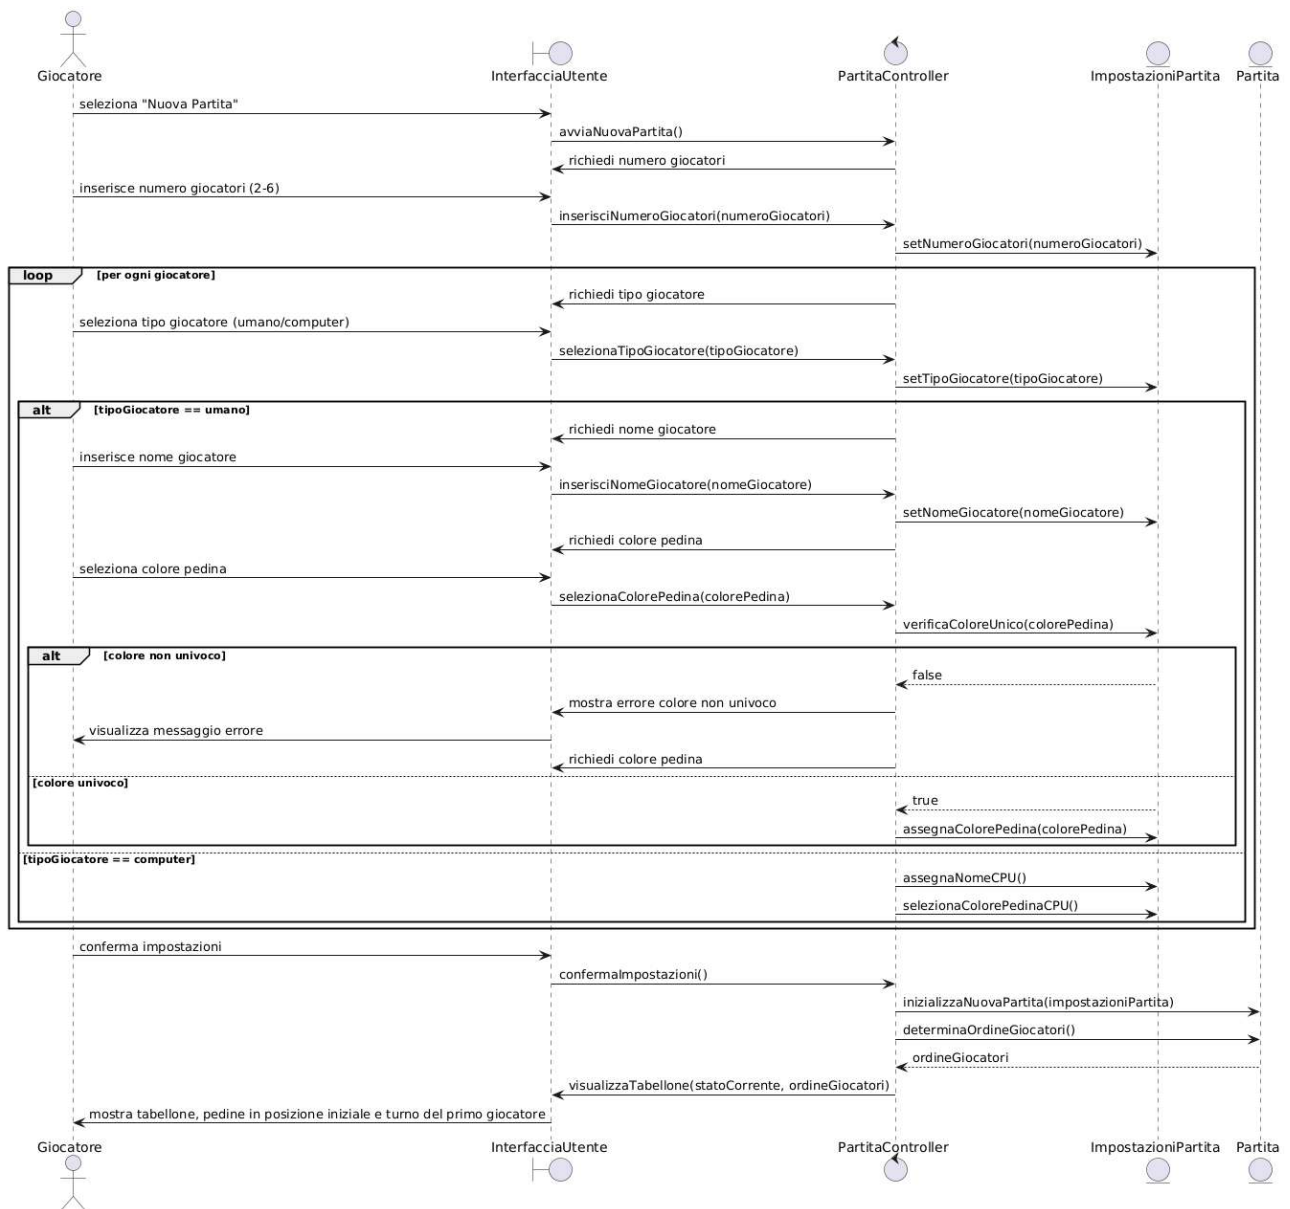 Giocatore InterfacciaUtente PartitaController ImpostazioniPartita Partita
seleziona "Nuova Partita"
avviaNuovaPartita()
richiedi numero giocatori
inserisce numero giocatori (2-6)
inserisciNumeroGiocatori(numeroGiocatori)
setNumeroGiocatori(numeroGiocatori)
loop [per ogni giocatore]
richiedi tipo giocatore
seleziona tipo giocatore (umano/computer)
selezionaTipoGiocatore(tipoGiocatore)
setTipoGiocatore(tipoGiocatore)
alt [tipoGiocatore == umano]
richiedi nome giocatore
inserisce nome giocatore
inserisciNomeGiocatore(nomeGiocatore)
setNomeGiocatore(nomeGiocatore)
richiedi colore pedina
seleziona colore pedina
selezionaColorePedina(colorePedina)
verificaColoreUnico(colorePedina)
alt [colore non univoco]
false
mostra errore colore non univoco
visualizza messaggio errore
richiedi colore pedina
[colore univoco]
true
assegnaColorePedina(colorePedina)
[tipoGiocatore == computer]
assegnaNomeCPU()
selezionaColorePedinaCPU()
conferma impostazioni
confermaImpostazioni()
inizializzaNuovaPartita(impostazioniPartita)
determinaOrdineGiocatori()
ordineGiocatori
visualizzaTabellone(statoCorrente, ordineGiocatori)
mostra tabellone, pedine in posizione iniziale e turno del primo giocatore
Giocatore InterfacciaUtente PartitaController ImpostazioniPartita Partita